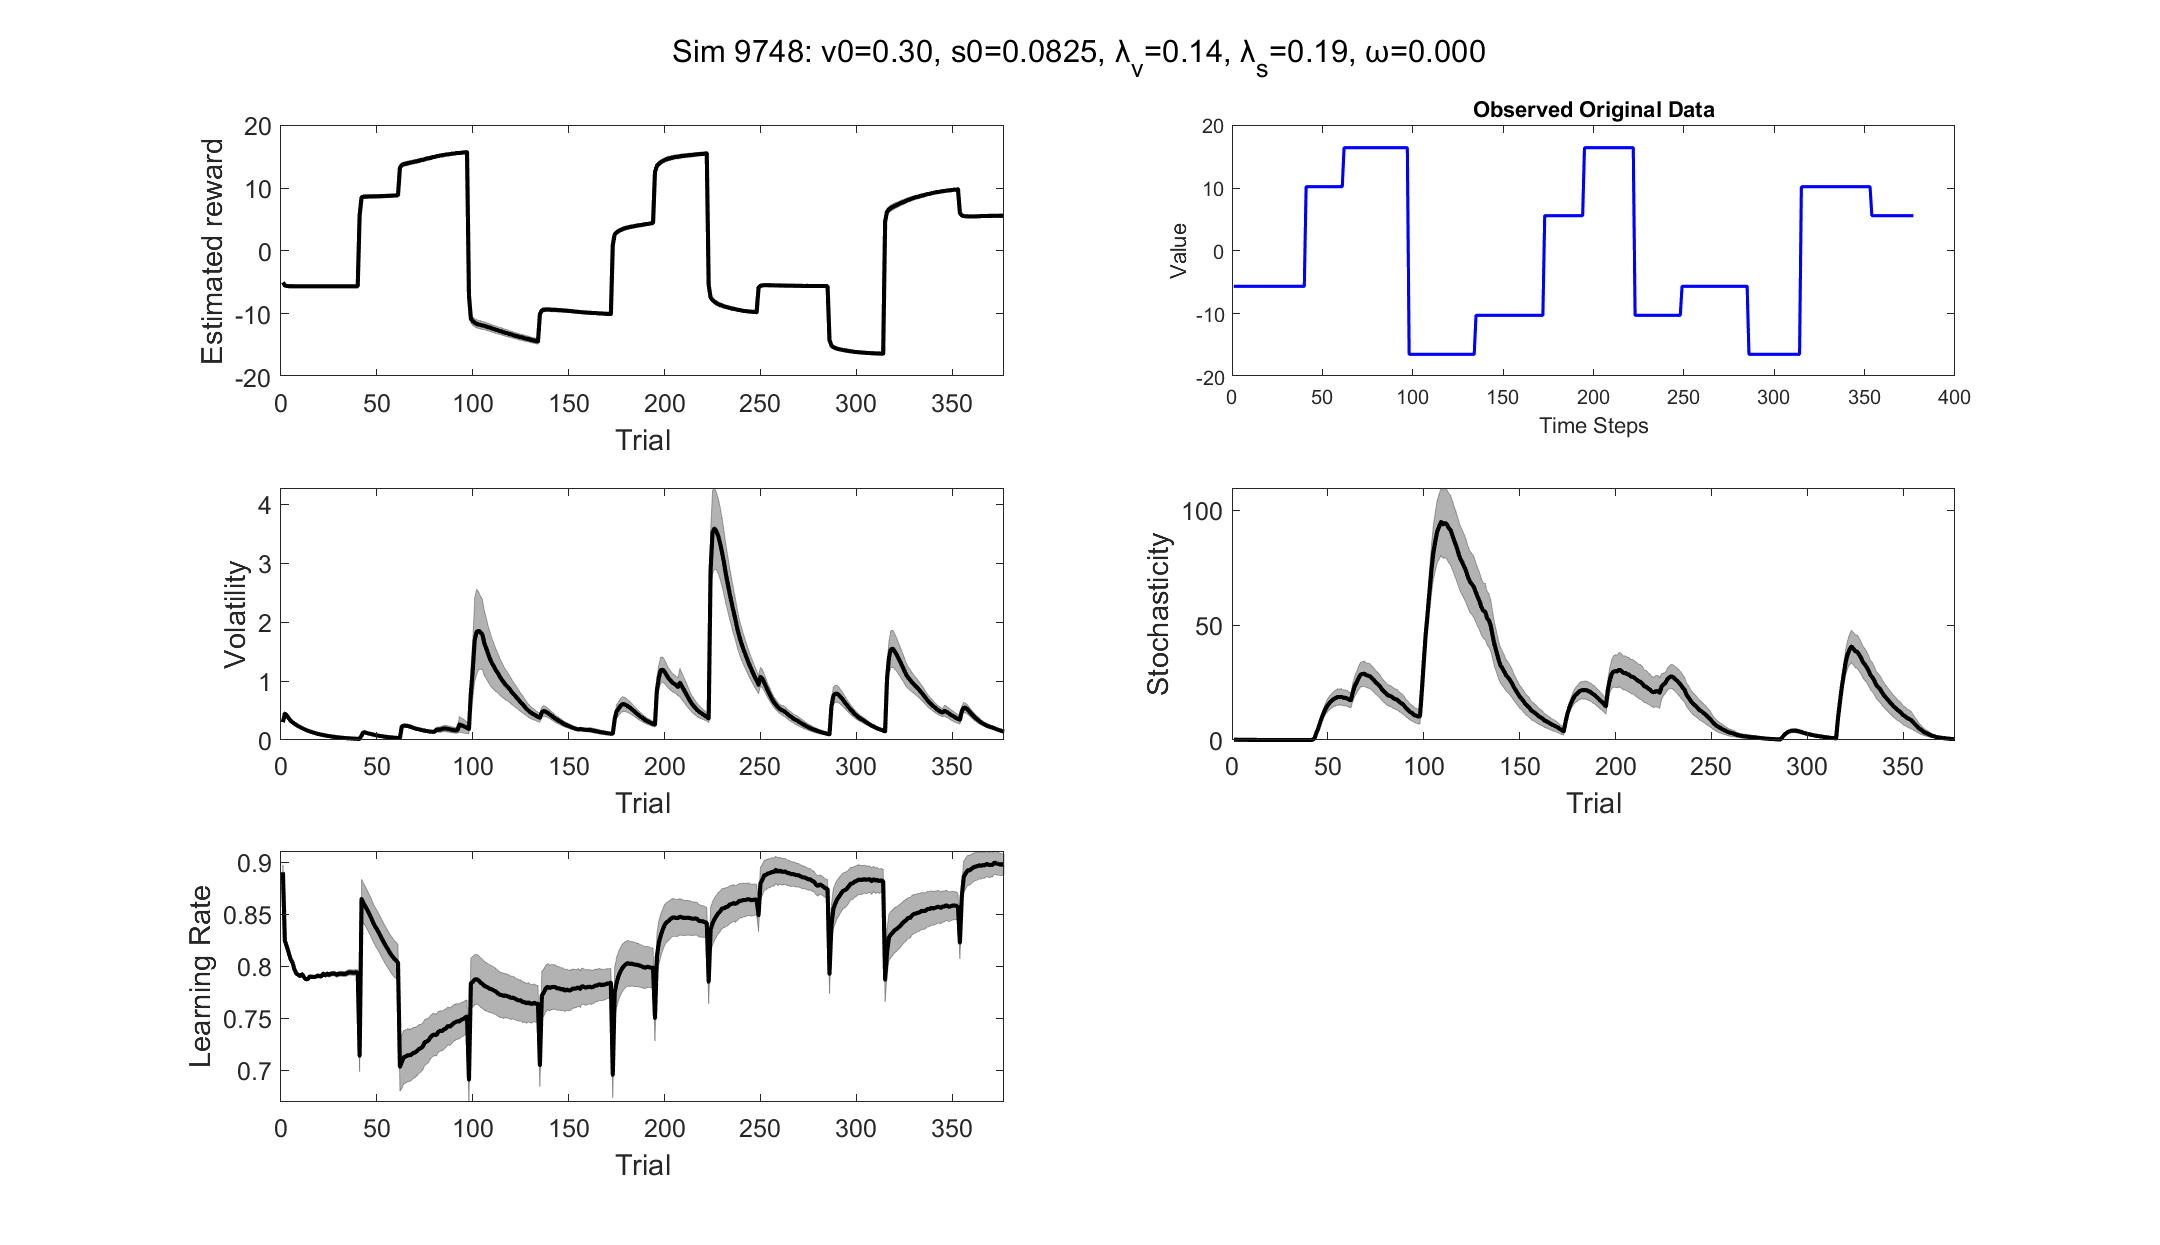 Sim 9748: v0=0.30, s0=0.0825, λ_v=0.14, λ_s=0.19, ω=0.000
Estimated reward
20
10
0
-10
-20
0 50 100 150 200 250 300 350
Trial
Observed Original Data
Value
20
10
0
-10
-20
0 50 100 150 200 250 300 350 400
Time Steps
Volatility
4
3
2
1
0
0 50 100 150 200 250 300 350
Trial
Stochasticity
100
50
0
0 50 100 150 200 250 300 350
Trial
Learning Rate
0.9
0.85
0.8
0.75
0.7
0 50 100 150 200 250 300 350
Trial